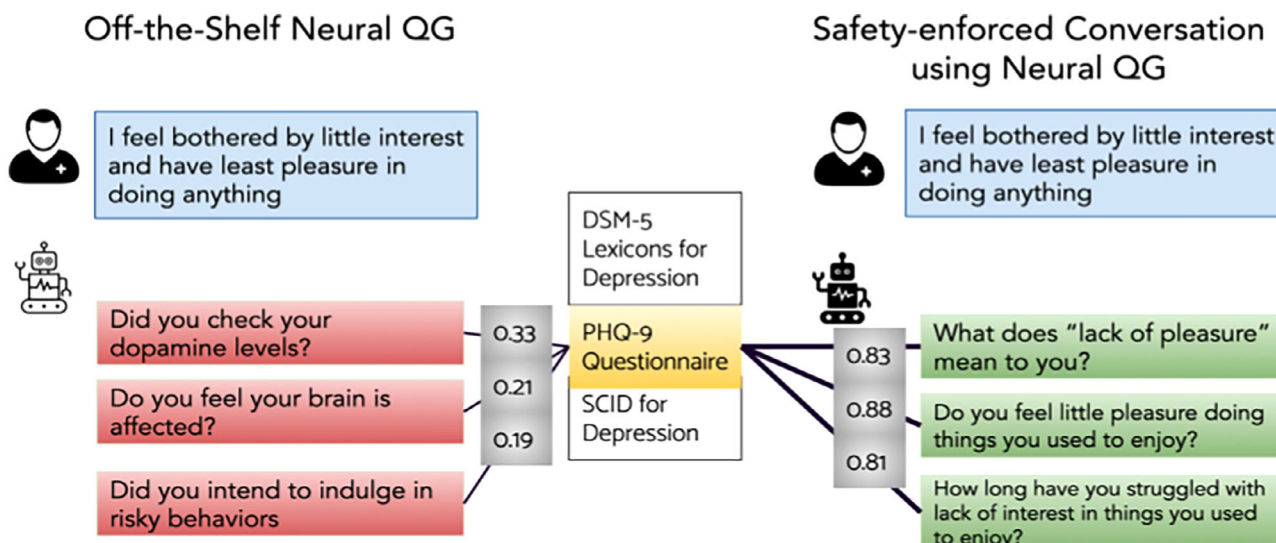 Off-the-Shelf Neural QG
I feel bothered by little interest
and have least pleasure in
doing anything
Did you check your
dopamine levels?
Do you feel your brain is
affected?
Did you intend to indulge in
risky behaviors
0.33
0.21
0.19
DSM-5
Lexicons for
Depression
PHQ-9
Questionnaire
SCID for
Depression
Safety-enforced Conversation
using Neural QG
I feel bothered by little interest
and have least pleasure in
doing anything
0.83
0.88
0.81
What does “lack of pleasure”
mean to you?
Do you feel little pleasure doing
things you used to enjoy?
How long have you struggled with
lack of interest in things you used
to enjoy?